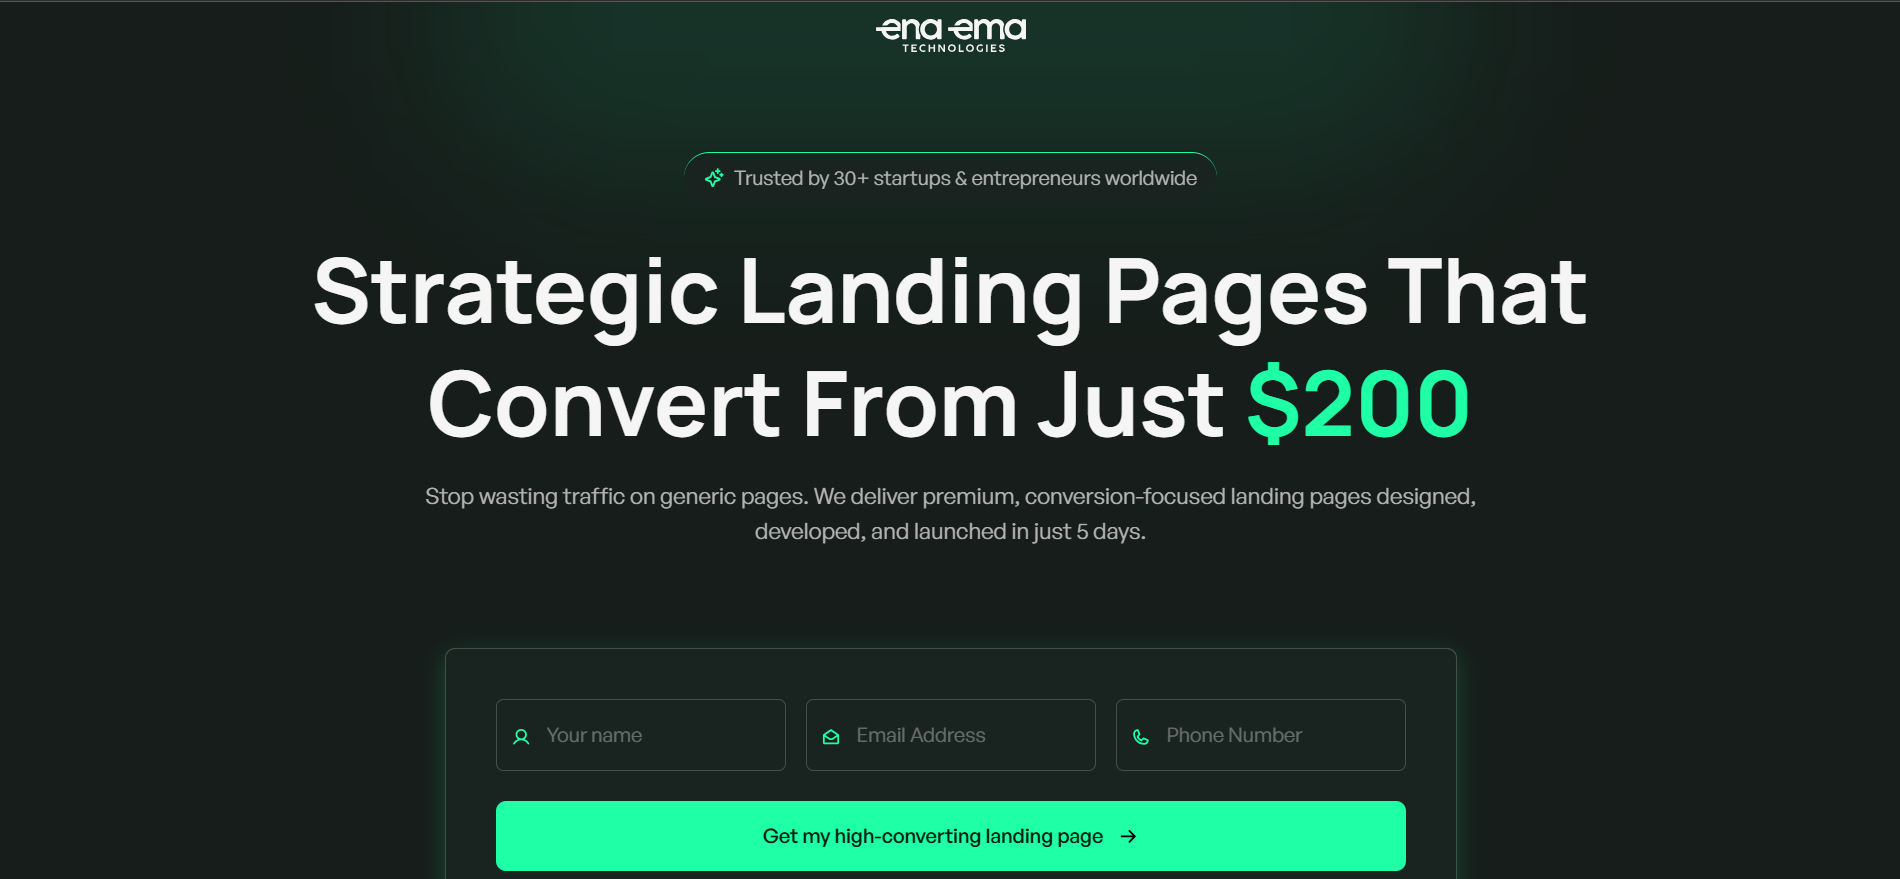 ena ema
TECHNOLOGIES
Trusted by 30+ startups & entrepreneurs worldwide
Strategic Landing Pages That
Convert From Just $200
Stop wasting traffic on generic pages. We deliver premium, conversion-focused landing pages designed,
developed, and launched in just 5 days.
Your name
Email Address
Phone Number
Get my high-converting landing page →